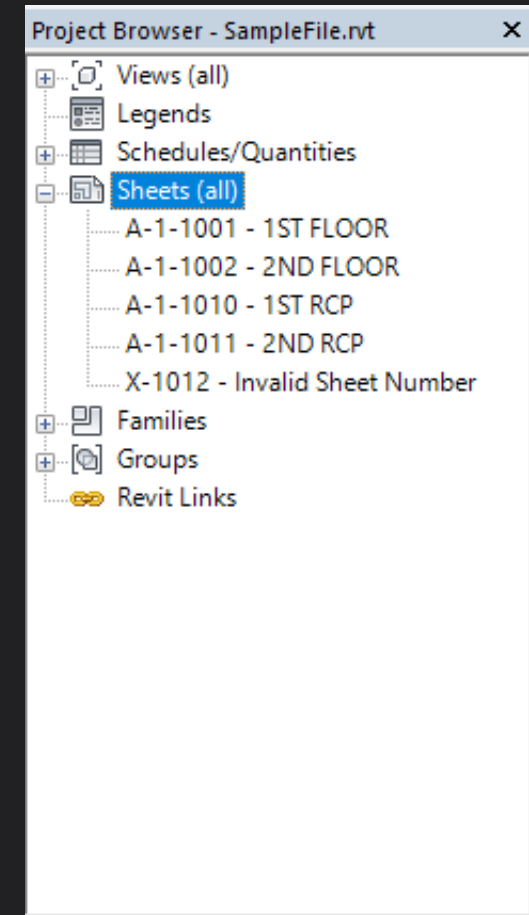 Project Browser - SampleFile.rvt
Views (all)
Legends
Schedules/Quantities
Sheets (all)
A-1-1001 - 1ST FLOOR
A-1-1002 - 2ND FLOOR
A-1-1010 - 1ST RCP
A-1-1011 - 2ND RCP
X-1012 - Invalid Sheet Number
Families
Groups
Revit Links